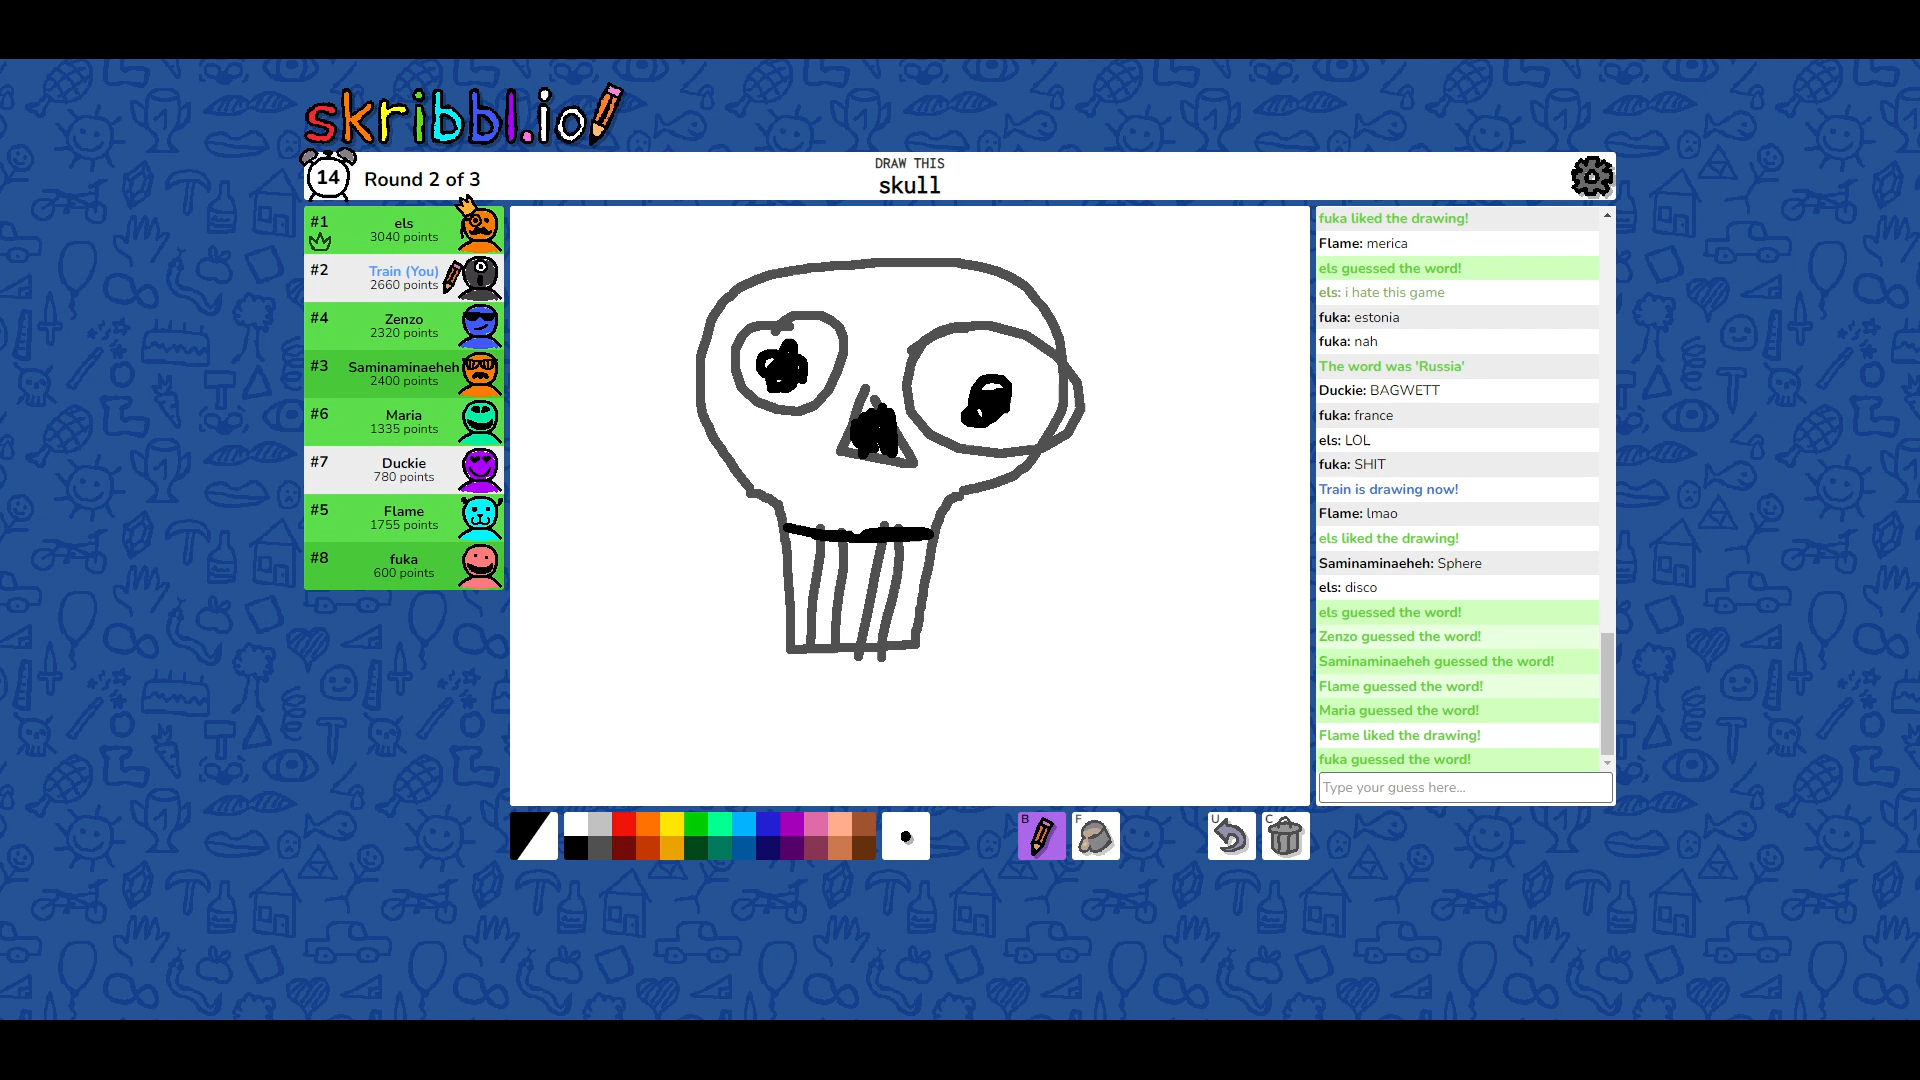 skribbl.io
14
Round 2 of 3
DRAW THIS
skull
#1
els
3040 points
#2
Train (You)
2660 points
#4
Zenzo
2320 points
#3
Saminaminaeheh
2400 points
#6
Maria
1335 points
#7
Duckie
780 points
#5
Flame
1755 points
#8
fuka
600 points
fuka liked the drawing!
Flame: merica
els guessed the word!
els: i hate this game
fuka: estonia
fuka: nah
The word was 'Russia'
Duckie: BAGWETT
fuka: france
els: LOL
fuka: SHIT
Train is drawing now!
Flame: lmao
els liked the drawing!
Saminaminaeheh: Sphere
els: disco
els guessed the word!
Zenzo guessed the word!
Saminaminaeheh guessed the word!
Flame guessed the word!
Maria guessed the word!
Flame liked the drawing!
fuka guessed the word!
Type your guess here...
B
F
U
C